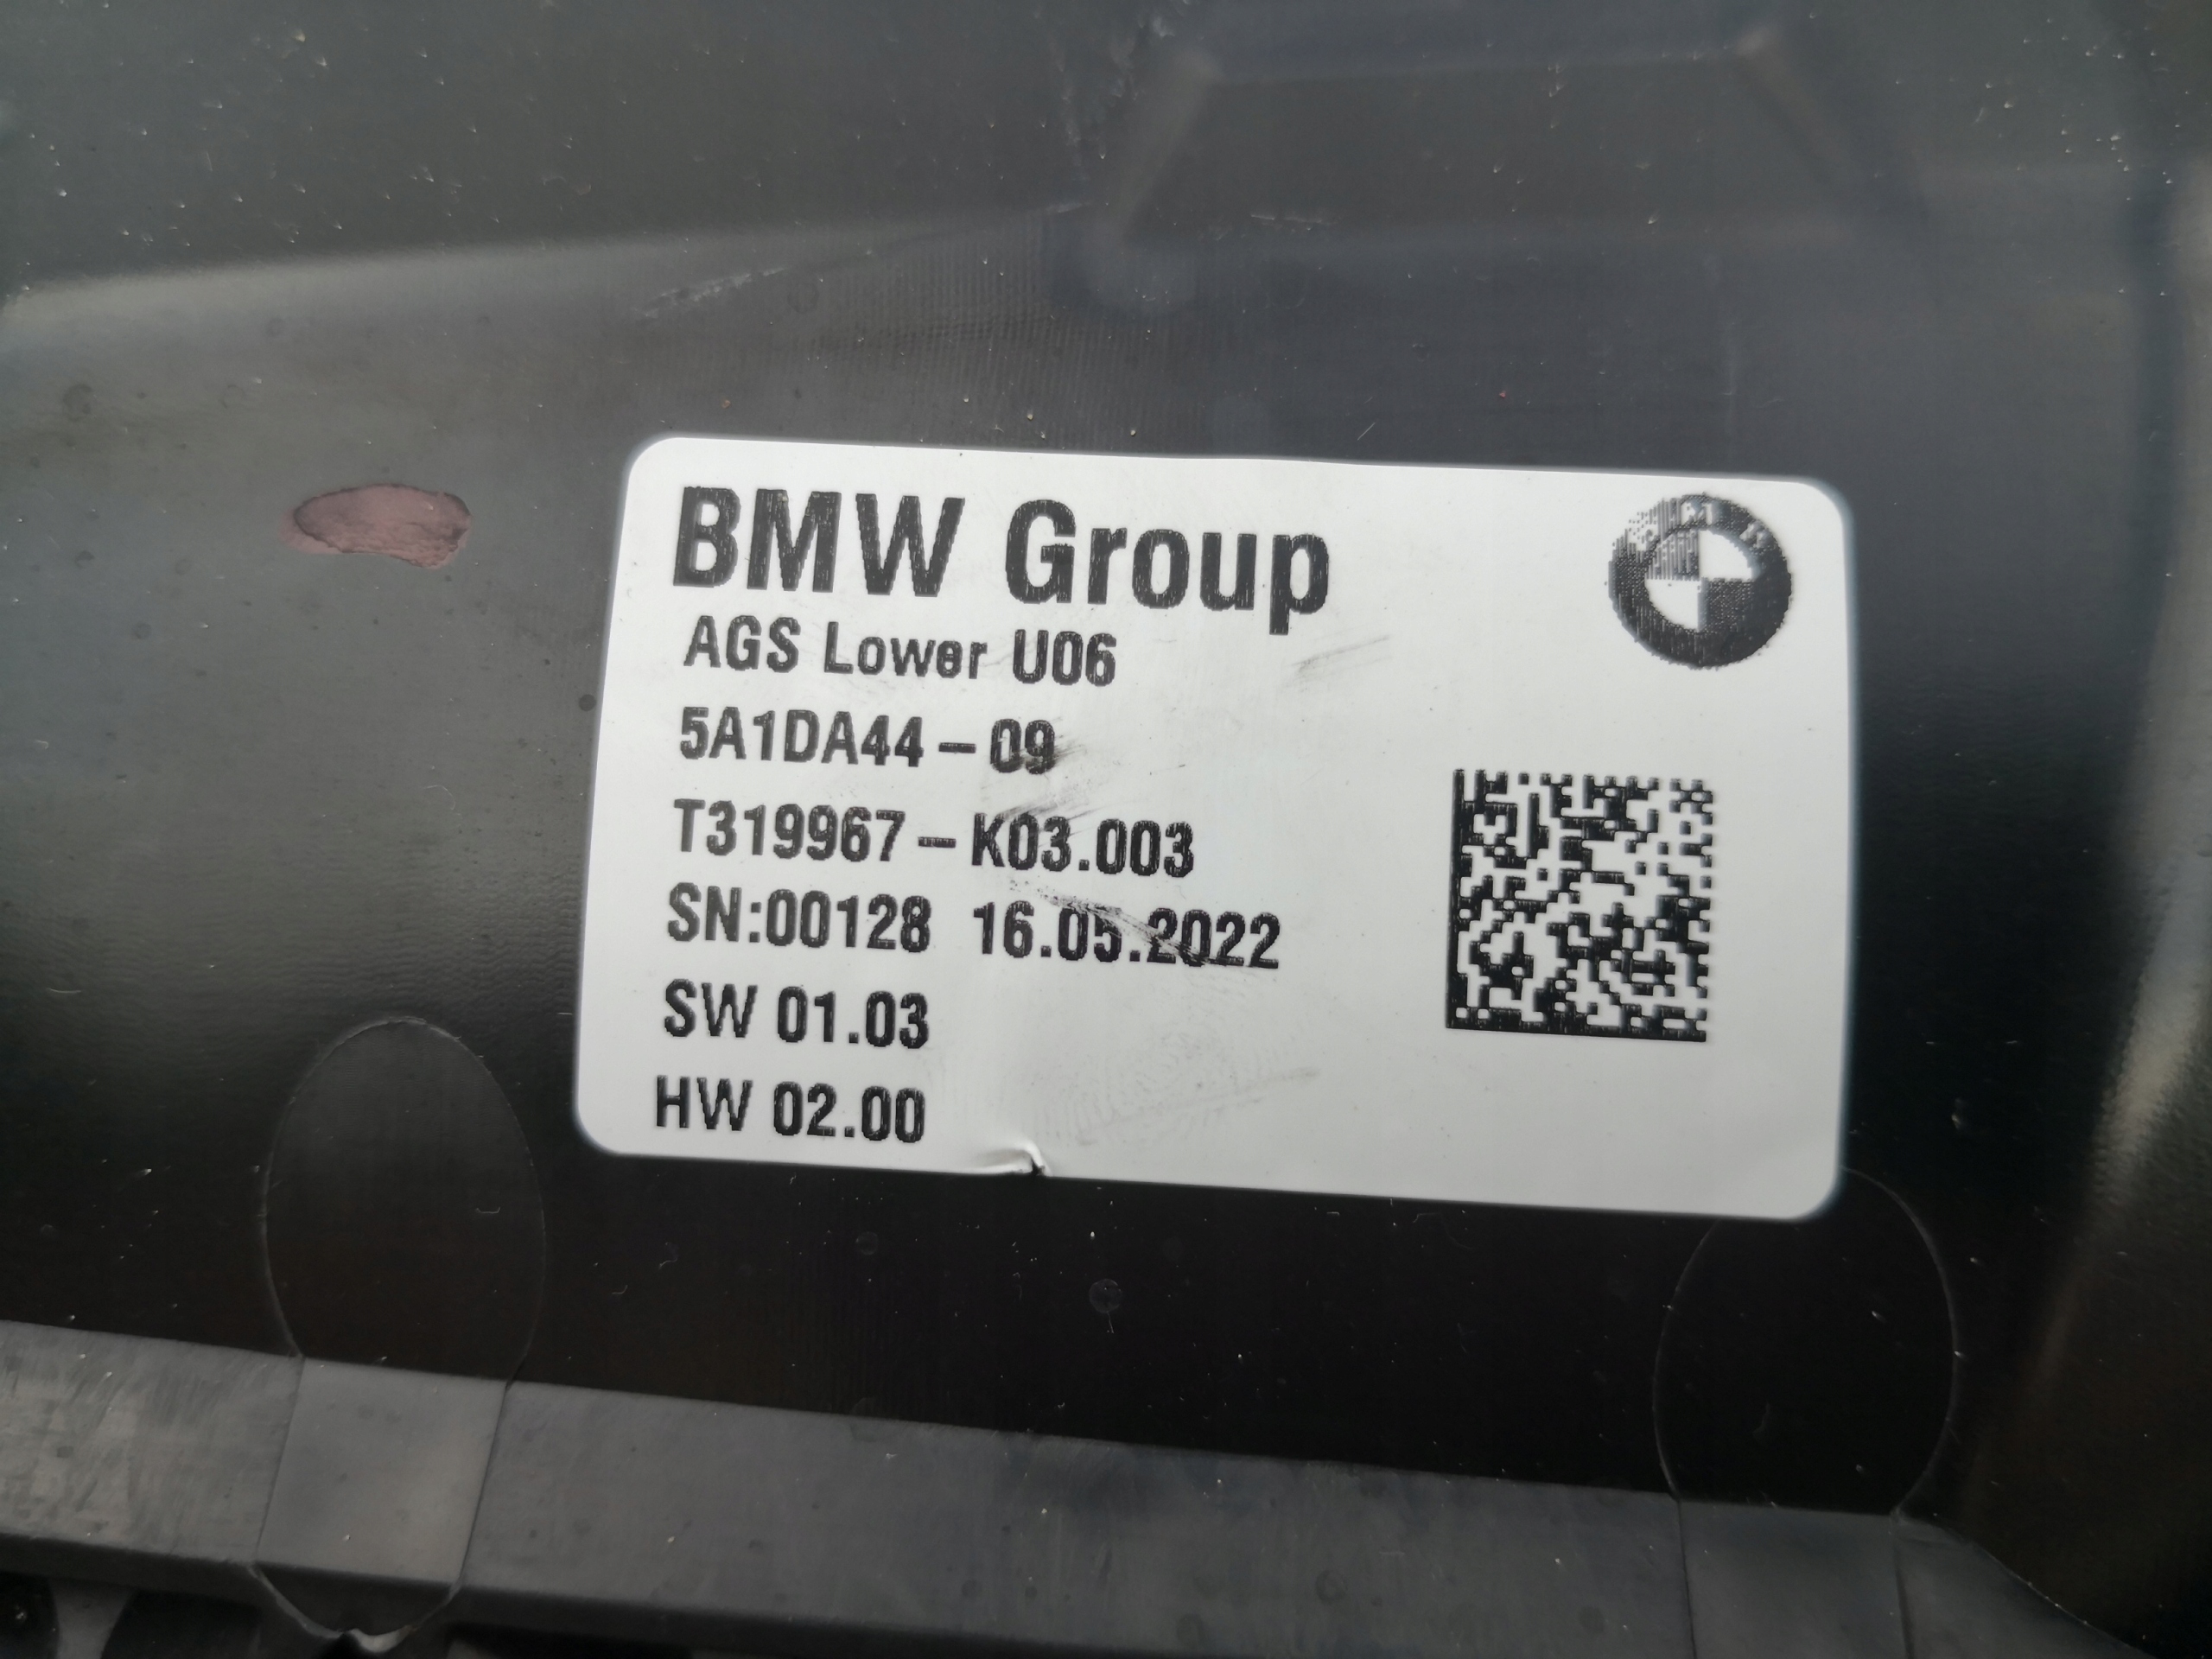 BMW Group
AGS Lower U06
5A1DA44-09
T319967-K03.003
SN:00128 16.05.2022
SW 01.03
HW 02.00